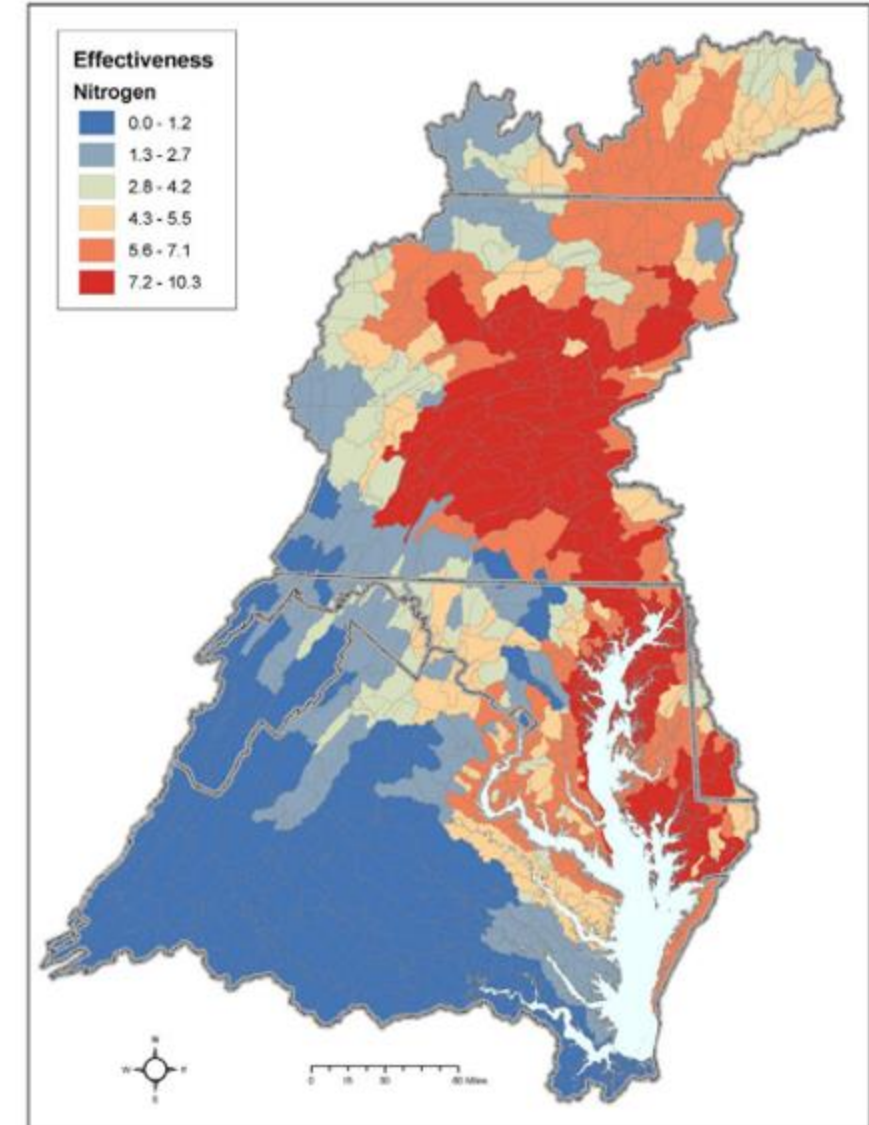 Effectiveness
Nitrogen
0.0 - 1.2
1.3 - 2.7
2.8 - 4.2
4.3 - 5.5
5.6 - 7.1
7.2 - 10.3
N
W
E
S
0 15 30 60 Miles